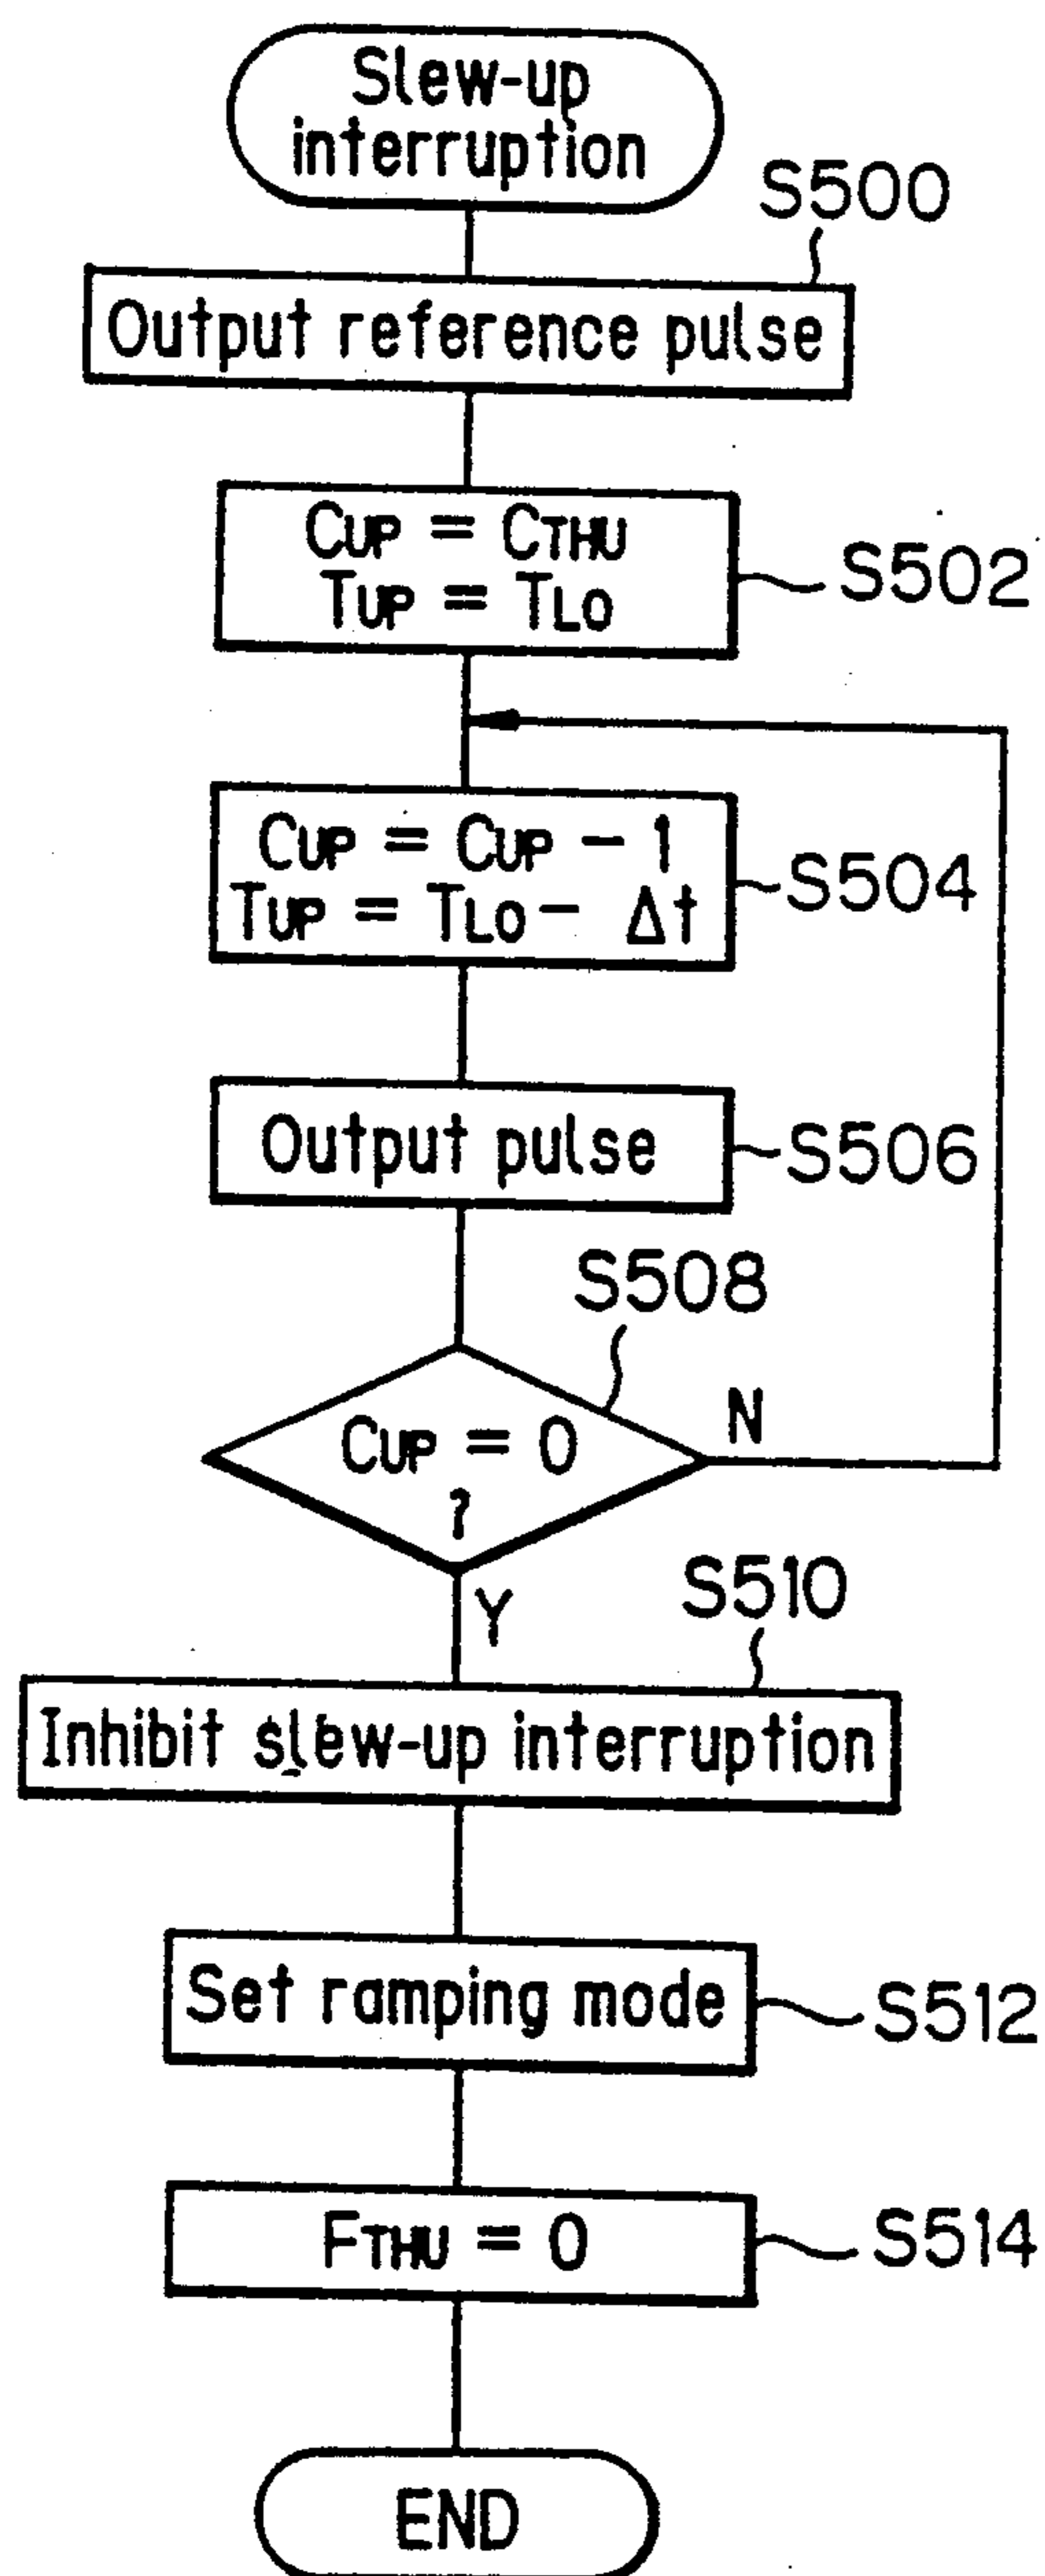 Slew-up
interruption
S500
Output reference pulse
CUP = CTHU
TUP = TLO
S502
CUP = CUP - 1
TUP = TLO - Δt
S504
Output pulse
S506
S508
CUP = 0
?
N
Y
S510
Inhibit slew-up interruption
Set ramping mode
S512
FTHU = 0
S514
END